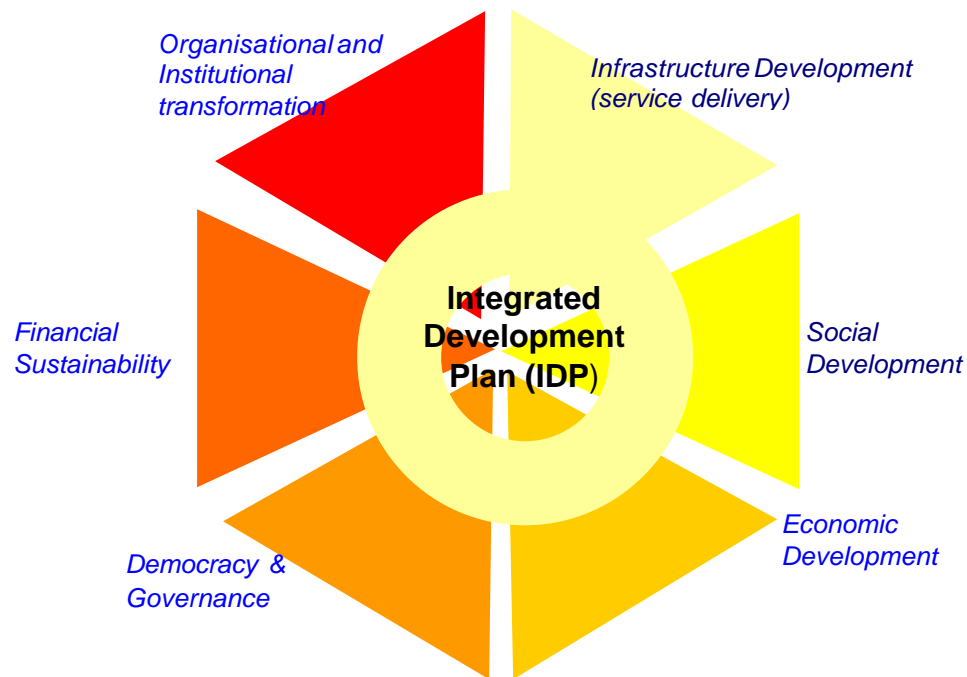 Organisational and
Institutional
transformation
Infrastructure Development
(service delivery)
Integrated
Development
Plan (IDP)
Financial
Sustainability
Social
Development
Democracy &
Governance
Economic
Development